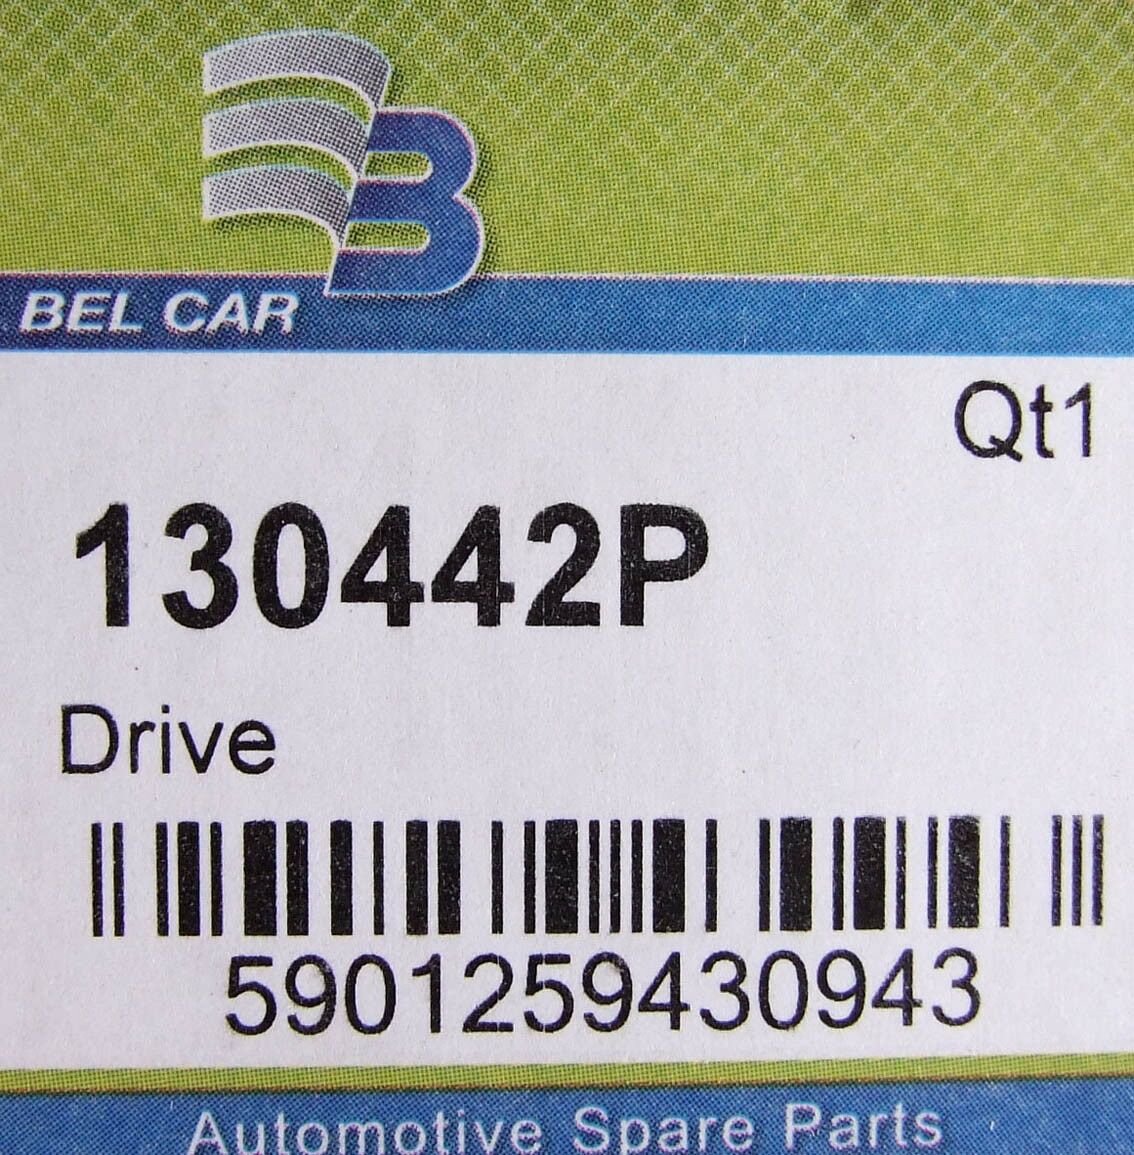 B
BEL CAR
Qt1
130442P
Drive
5901259430943
Automotive Spare Parts